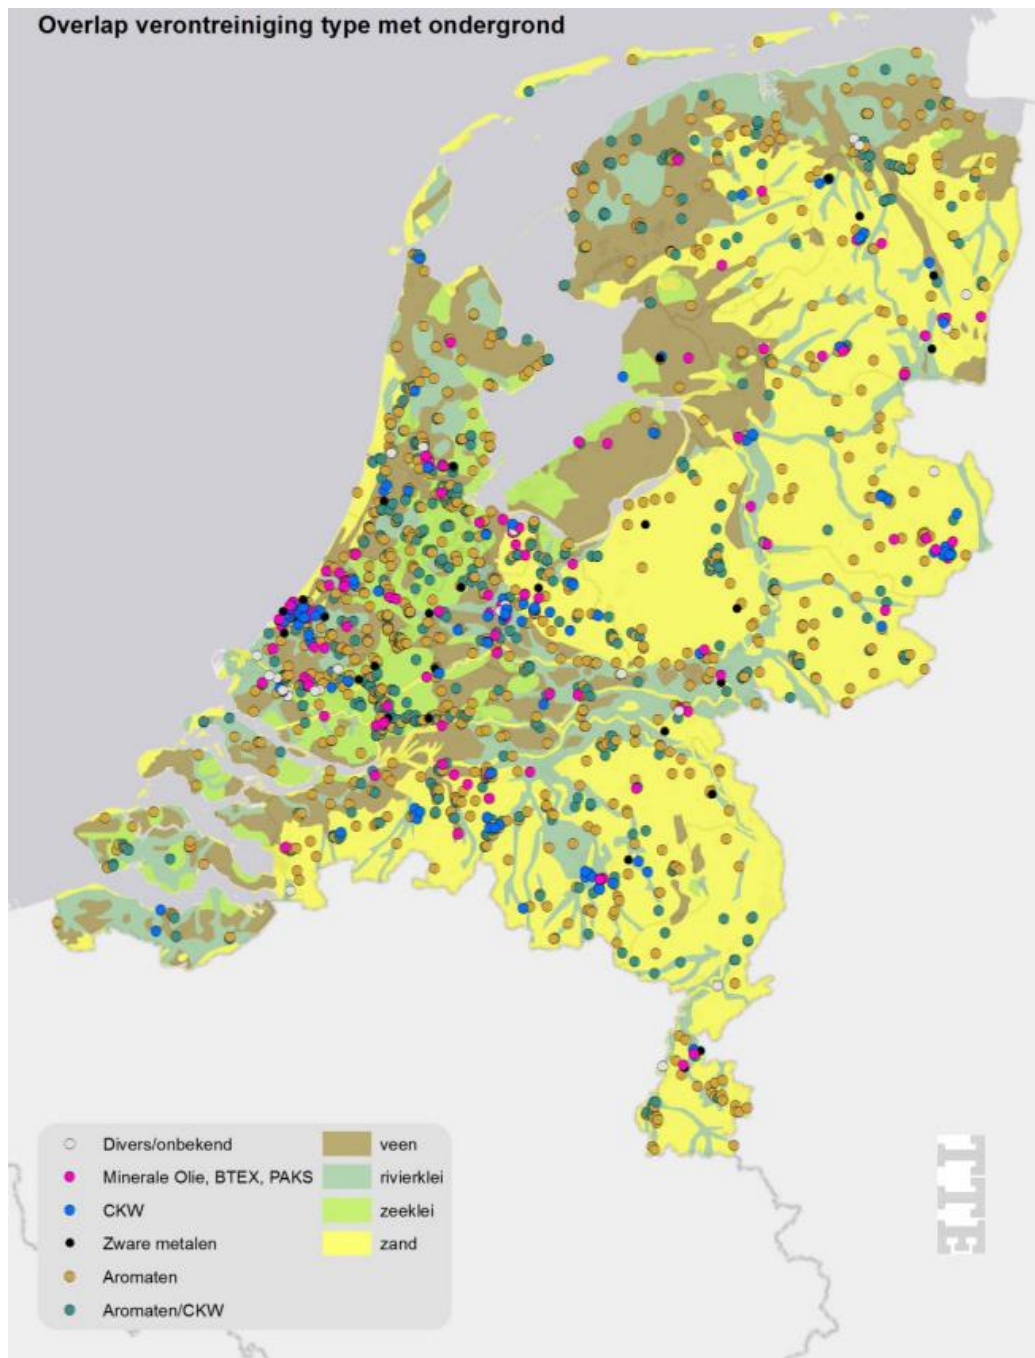 Overlap verontreiniging type met ondergrond
Divers/onbekend
Minerale Olie, BTEX, PAKS
CKW
Zware metalen
Aromaten
Aromaten/CKW
veen
rivierklei
zeeklei
zand